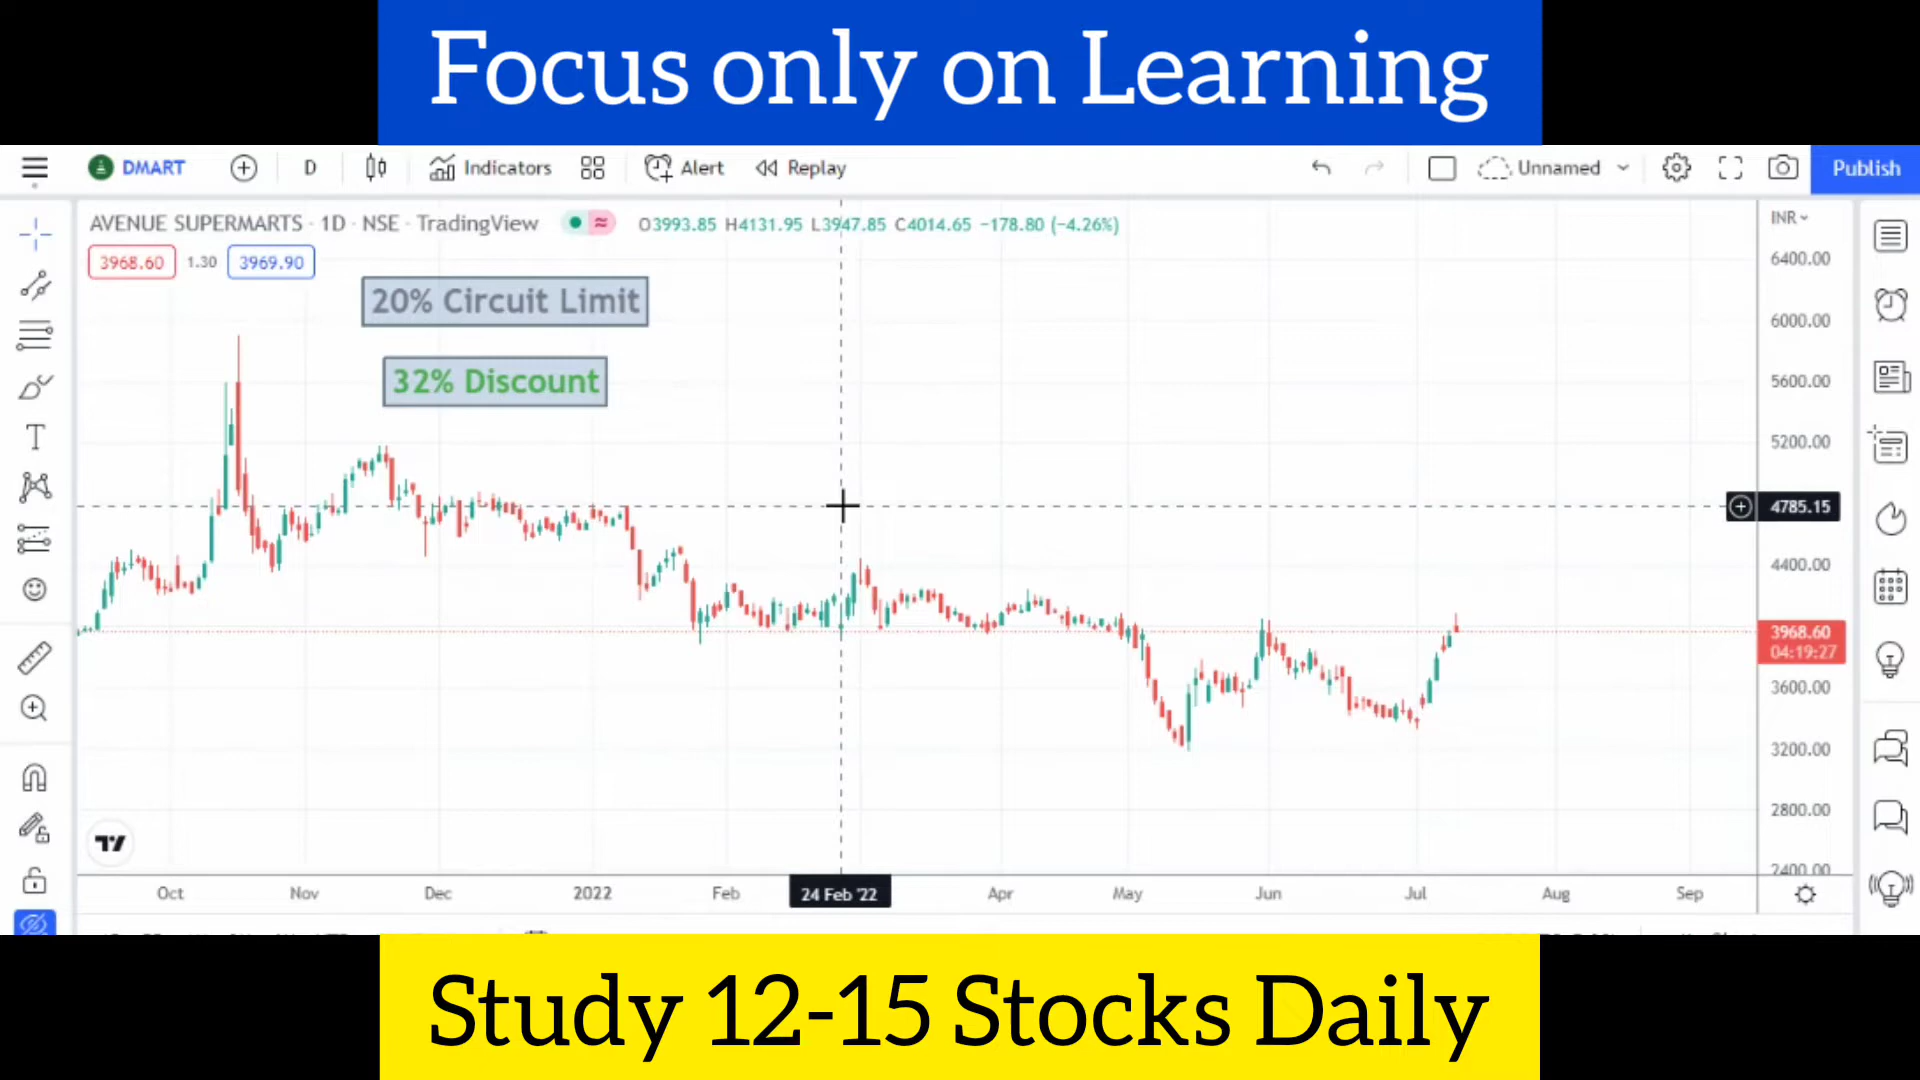 Focus only on Learning
DMART D Indicators Alert Replay Unnamed Publish
AVENUE SUPERMARTS · 1D · NSE · TradingView O3993.85 H4131.95 L3947.85 C4014.65 −178.80 (−4.26%) INR
3968.60 1.30 3969.90
20% Circuit Limit
32% Discount
6400.00
6000.00
5600.00
5200.00
4785.15
4400.00
3968.60
04:19:27
3600.00
3200.00
2800.00
2400.00
Oct Nov Dec 2022 Feb 24 Feb '22 Apr May Jun Jul Aug Sep
Study 12-15 Stocks Daily